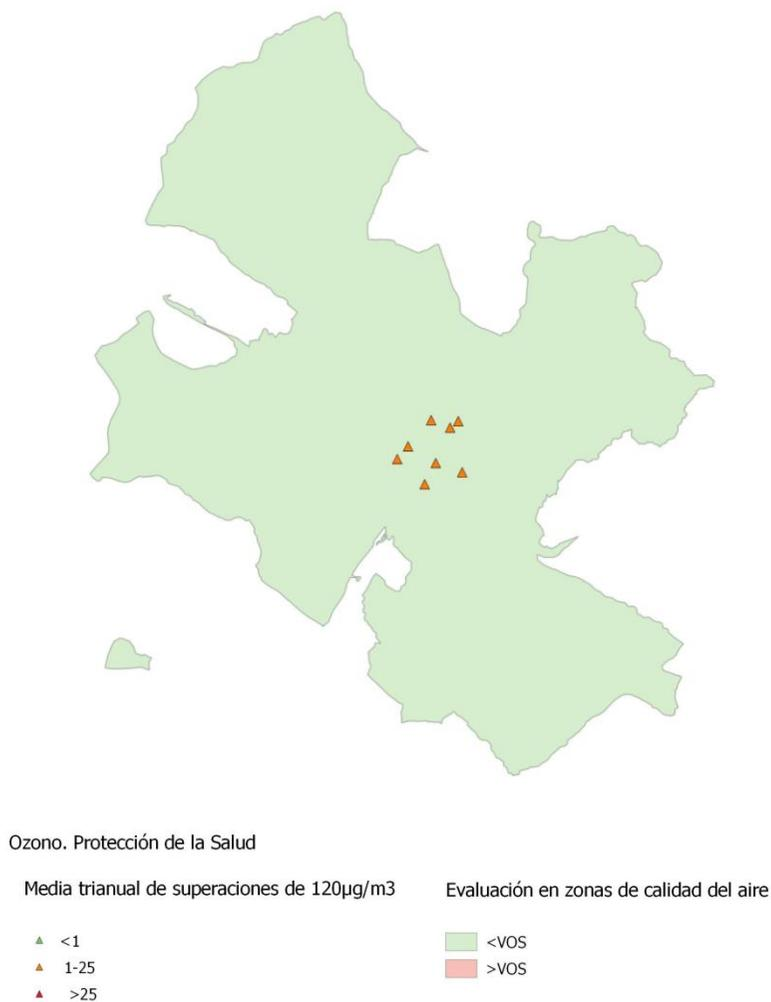 Ozono. Protección de la Salud
Media trianual de superaciones de 120µg/m3
<1
1-25
>25
Evaluación en zonas de calidad del aire
<VOS
>VOS